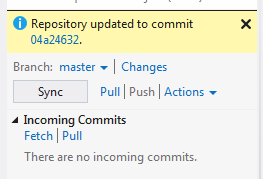 Repository updated to commit
04a24632.
Branch: master | Changes
Sync Pull | Push | Actions
Incoming Commits
Fetch | Pull
There are no incoming commits.